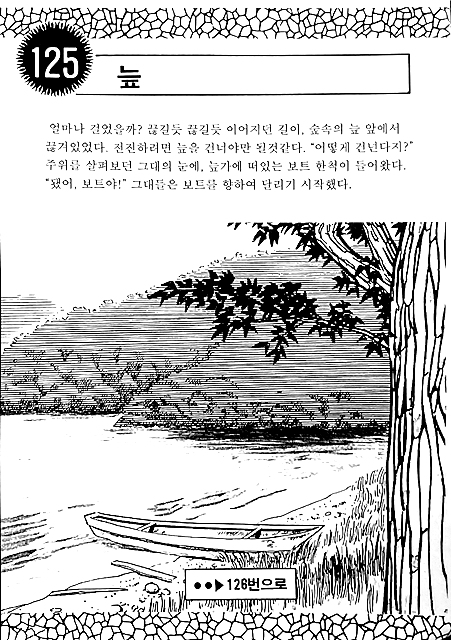 125
늪
얼마나 걸었을까? 끊길듯 끊길듯 이어지던 길이, 숲속의 늪 앞에서
끊겨있었다. 전진하려면 늪을 건너야만 된것같다. “어떻게 건넌다지?”
주위를 살펴보던 그대의 눈에, 늪가에 떠있는 보트 한척이 들어왔다.
“됐어, 보트야!” 그대들은 보트를 향하여 달리기 시작했다.
●●▶126번으로